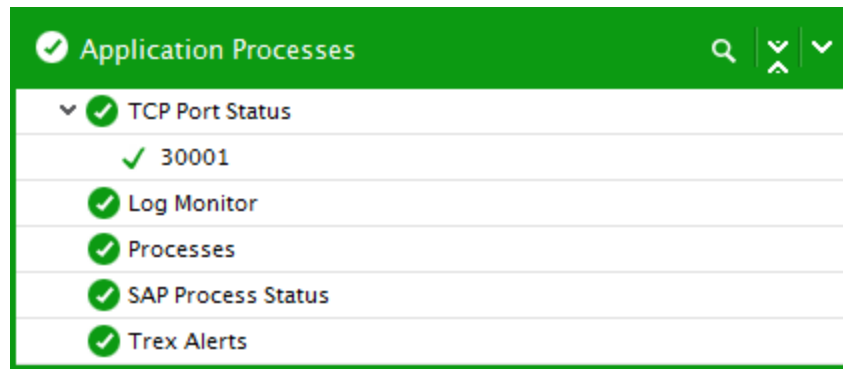 Application Processes
TCP Port Status
30001
Log Monitor
Processes
SAP Process Status
Trex Alerts